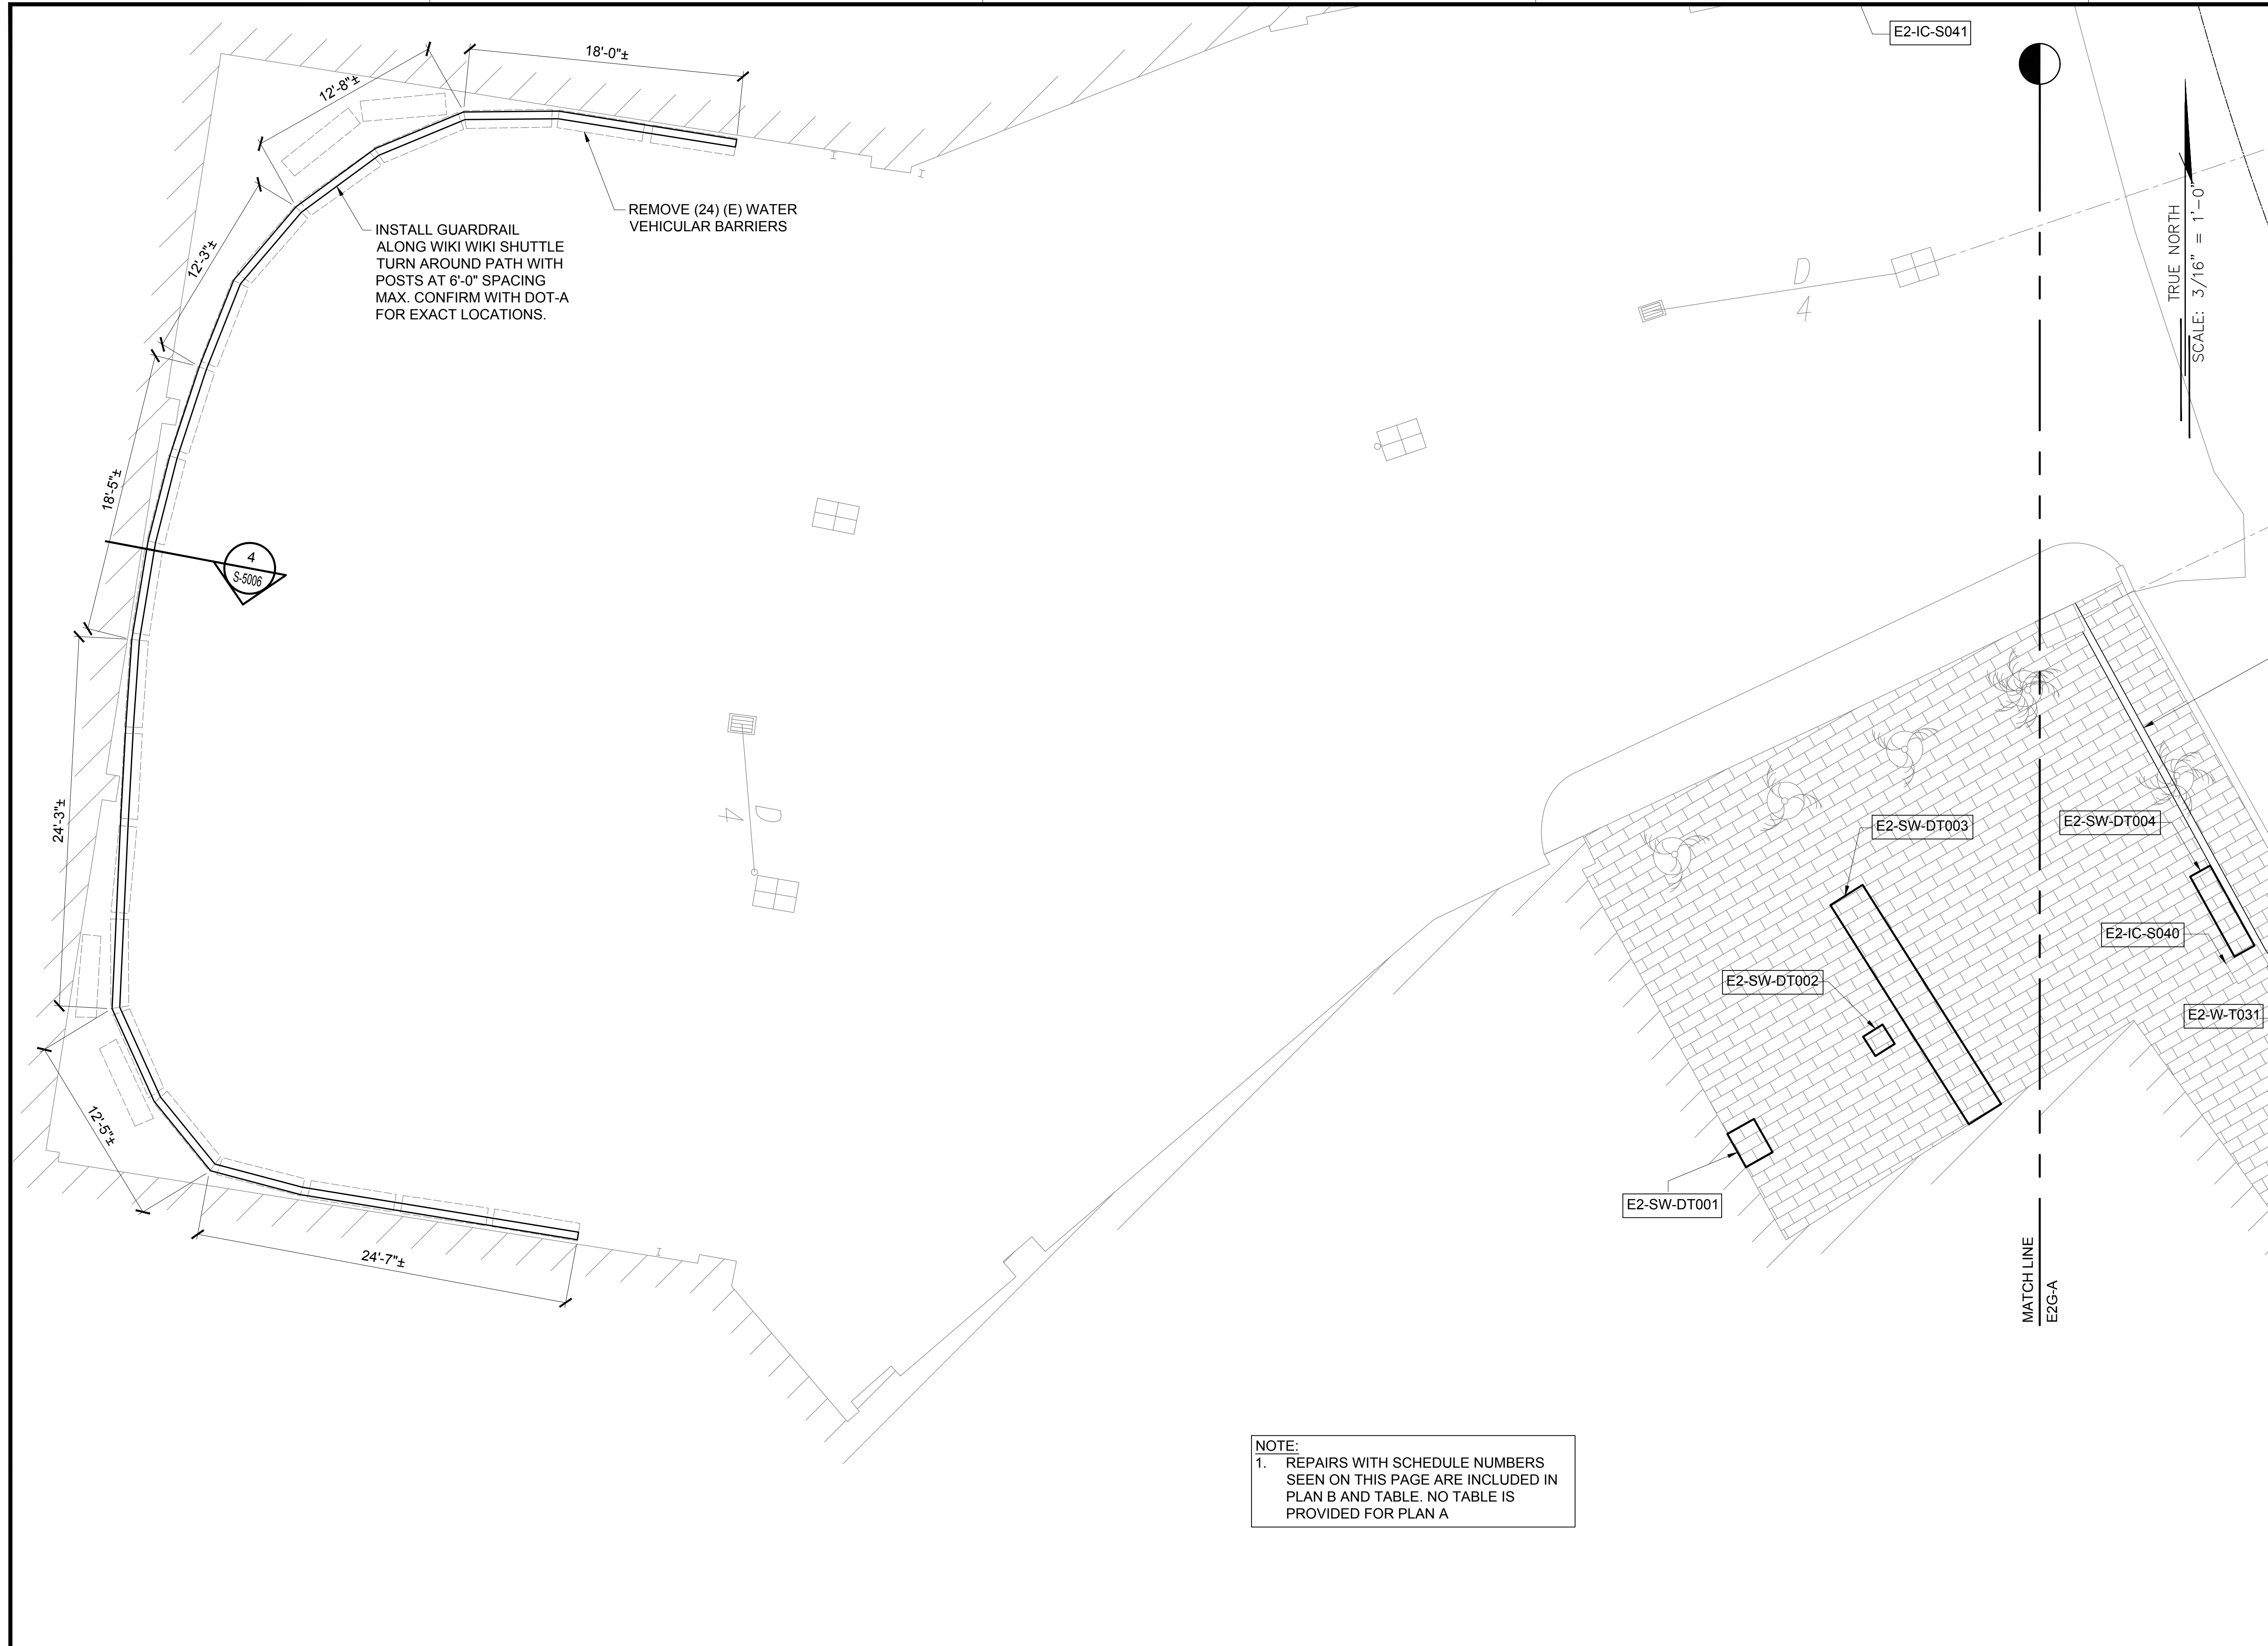 E2-IC-S041
18'-0"±
12'-8"±
12'-3"±
18'-5"±
24'-3"±
12'-5"±
24'-7"±
REMOVE (24) (E) WATER
VEHICULAR BARRIERS
INSTALL GUARDRAIL
ALONG WIKI WIKI SHUTTLE
TURN AROUND PATH WITH
POSTS AT 6'-0" SPACING
MAX. CONFIRM WITH DOT-A
FOR EXACT LOCATIONS.
4
S-5006
D
4
D
4
TRUE NORTH
SCALE: 3/16" = 1'-0"
E2-SW-DT003
E2-SW-DT004
E2-IC-S040
E2-SW-DT002
E2-W-T031
E2-SW-DT001
MATCH LINE
E2G-A
NOTE:
1. REPAIRS WITH SCHEDULE NUMBERS
SEEN ON THIS PAGE ARE INCLUDED IN
PLAN B AND TABLE. NO TABLE IS
PROVIDED FOR PLAN A